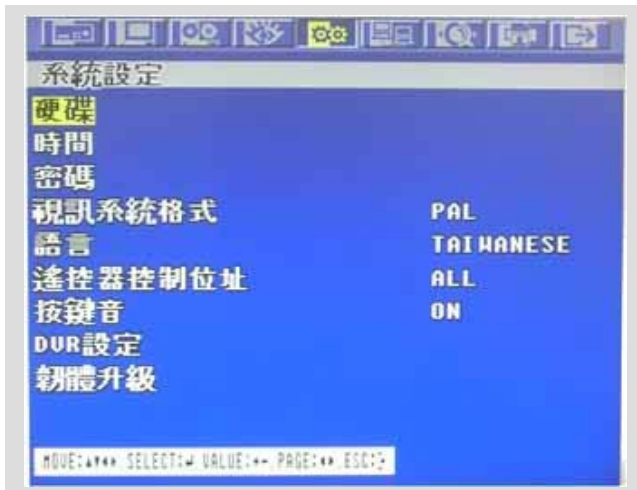 系統設定
硬碟
時間
密碼
視訊系統格式 PAL
語言 TAIWANESE
遙控器控制位址 ALL
按鍵音 ON
DVR設定
韌體升級
MOVE:▲▼◀▶ SELECT:↵ VALUE:+- PAGE:◀▶ ESC: